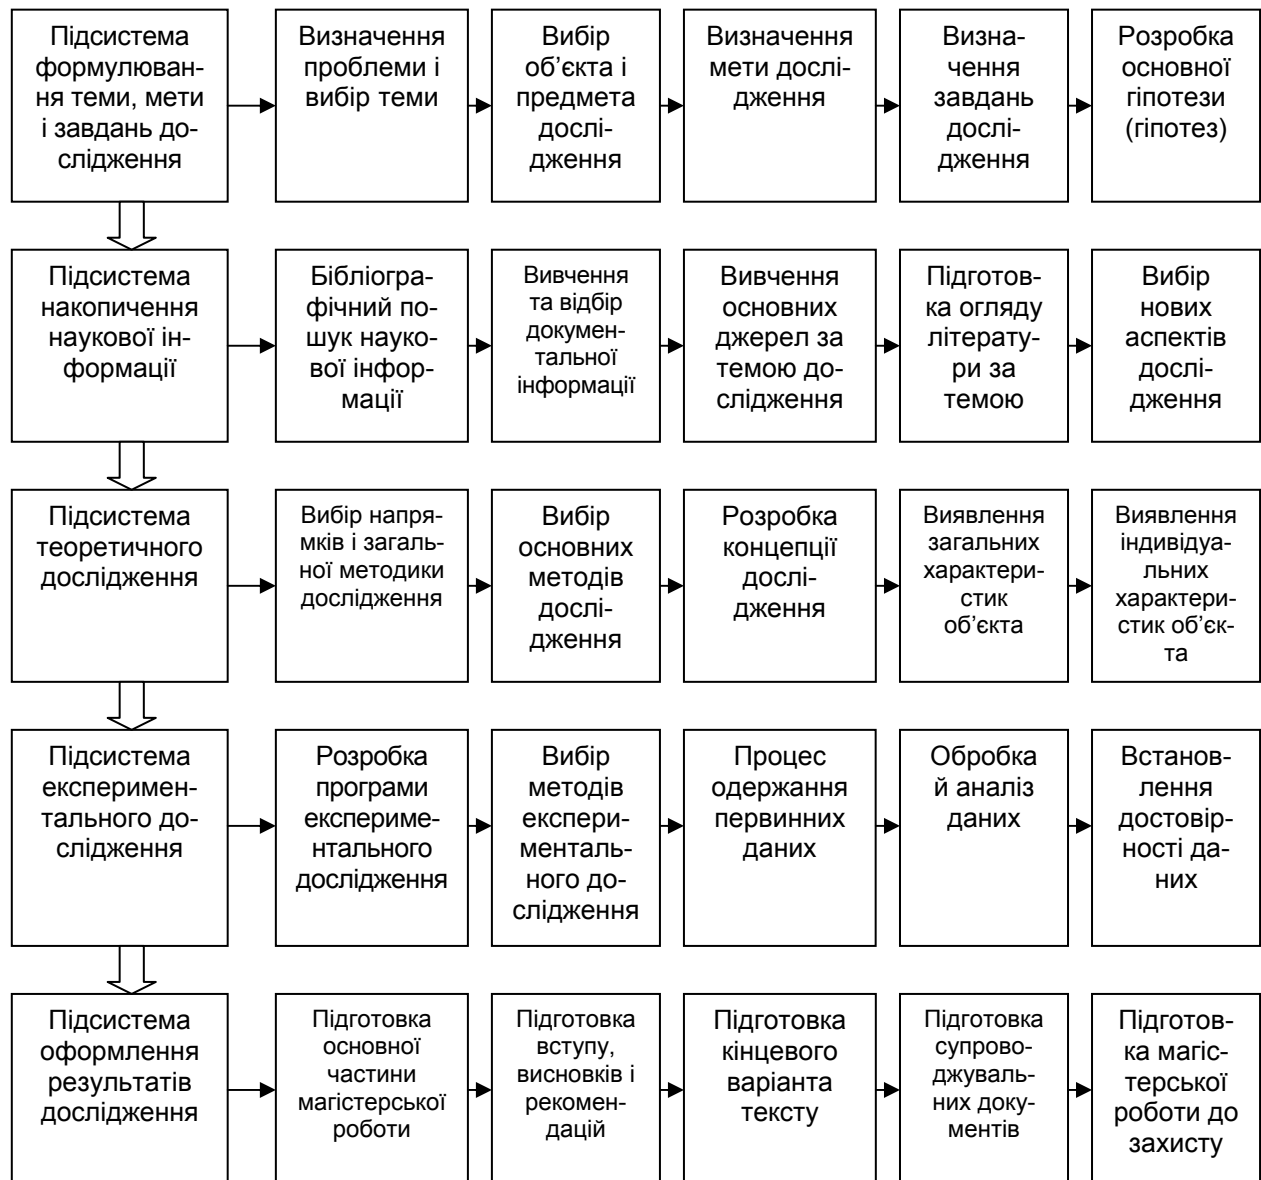 Підсистема
формулюван-
ня теми, мети
і завдань до-
слідження
Визначення
проблеми і
вибір теми
Вибір
об’єкта і
предмета
дослі-
дження
Визначення
мети дослі-
дження
Визна-
чення
завдань
дослі-
дження
Розробка
основної
гіпотези
(гіпотез)
Підсистема
накопичення
наукової ін-
формації
Бібліогра-
фічний по-
шук науко-
вої інфор-
мації
Вивчення
та відбір
докумен-
тальної
інформації
Вивчення
основних
джерел за
темою до-
слідження
Підготов-
ка огляду
літерату-
ри за
темою
Вибір
нових
аспектів
дослі-
дження
Підсистема
теоретичного
дослідження
Вибір напря-
мків і загаль-
ної методики
дослідження
Вибір
основних
методів
дослі-
дження
Розробка
концепції
дослі-
дження
Виявлення
загальних
характери-
стик
об’єкта
Виявлення
індивідуа-
льних
характери-
стик об’єк-
та
Підсистема
експеримен-
тального до-
слідження
Розробка
програми
експериме-
нтального
дослідження
Вибір
методів
експери-
менталь-
ного до-
слідження
Процес
одержання
первинних
даних
Обробка
й аналіз
даних
Встанов-
лення
достовір-
ності да-
них
Підсистема
оформлення
результатів
дослідження
Підготовка
основної
частини
магістерської
роботи
Підготовка
вступу,
висновків і
рекомен-
дацій
Підготовка
кінцевого
варіанта
тексту
Підготовка
супрово-
джуваль-
них доку-
ментів
Підготов-
ка магіс-
терської
роботи до
захисту